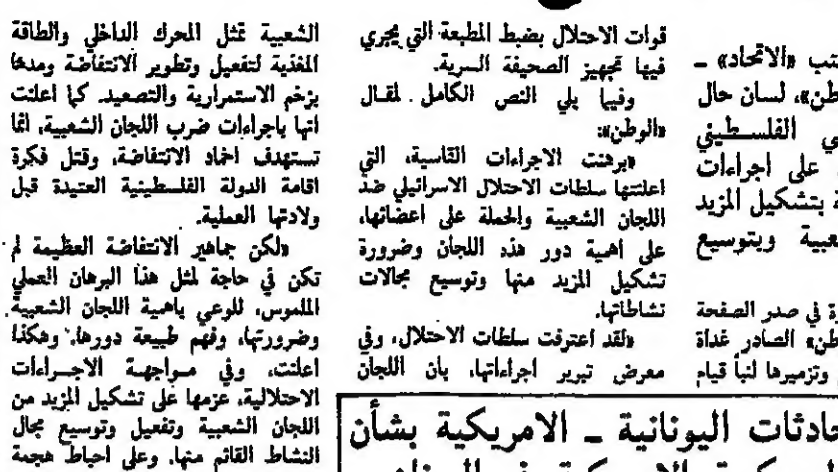 تب «الاتحاد» ـ
طن»، لسان حال
ي الفلسطيني
على اجراءات
ة بتشكيل المزيد
عبية وبتوسيع
ة في صدر الصفحة
طن» الصادر غداة
وتزميرها لنبأ قيام
قوات الاحتلال بضبط المطبعة التي يجري
فيها تجهيز الصحيفة السرية.
وفيما يلي النص الكامل لمقال
«الوطن»:
«برهنت الاجراءات القاسية، التي
اعلنتها سلطات الاحتلال الاسرائيلي ضد
اللجان الشعبية والحملة على اعضائها،
على اهمية دور هذه اللجان وضرورة
تشكيل المزيد منها وتوسيع مجالات
نشاطاتها.
«لقد اعترفت سلطات الاحتلال، وفي
معرض تبرير اجراءاتها، بان اللجان
الشعبية تمثل المحرك الداخلي والطاقة
المغذية لتفعيل وتطوير الانتفاضة ومدها
بزخم الاستمرارية والتصعيد. كما اعلنت
انها باجراءات ضرب اللجان الشعبية، انما
تستهدف اخماد الانتفاضة، وقتل فكرة
اقامة الدولة الفلسطينية العتيدة قبل
ولادتها العملية.
«لكن جماهير الانتفاضة العظيمة لم
تكن في حاجة لمثل هذا البرهان العملي
الملموس، للوعي باهمية اللجان الشعبية
وضرورتها، وفهم طبيعة دورها. وهكذا
اعلنت، وفي مواجهة الاجراءات
الاحتلالية، عزمها على تشكيل المزيد من
اللجان الشعبية وتفعيل وتوسيع مجال
النشاط القائم منها. وعلى احباط هجمة
حادثات اليونانية ـ الامريكية بشأن